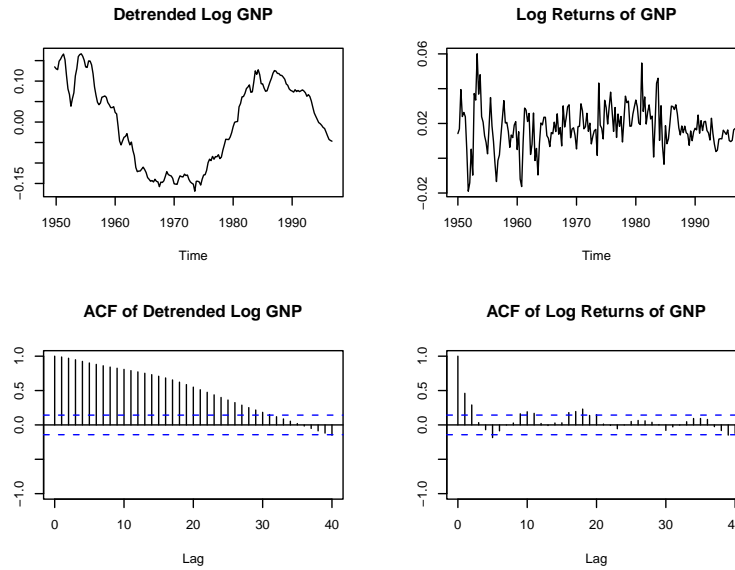 Detrended Log GNP
−0.15
0.00
0.10
1950 1960 1970 1980 1990
Time
Log Returns of GNP
−0.02
0.02
0.06
1950 1960 1970 1980 1990
Time
ACF of Detrended Log GNP
−1.0
0.0
0.5
1.0
0 10 20 30 40
Lag
ACF of Log Returns of GNP
−1.0
0.0
0.5
1.0
0 10 20 30 40
Lag